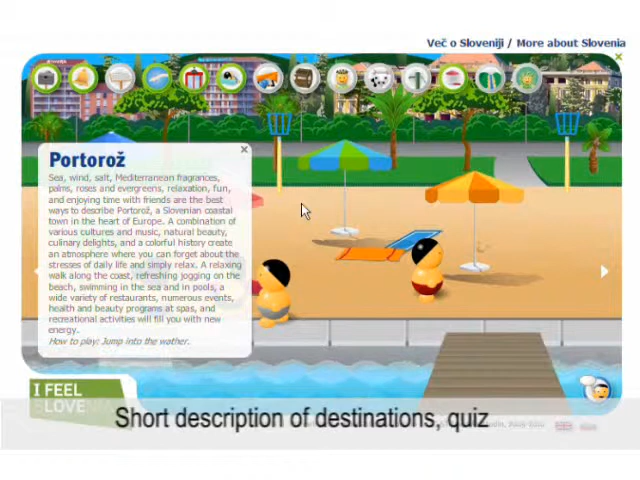 Več o Sloveniji / More about Slovenia
Portorož
Sea, wind, salt, Mediterranean fragrances,
palms, roses and evergreens, relaxation, fun,
and enjoying time with friends are the best
ways to describe Portorož, a Slovenian coastal
town in the heart of Europe. A combination of
various cultures and music, natural beauty,
culinary delights, and a colorful history create
an atmosphere where you can forget about the
stresses of daily life and simply relax. A relaxing
walk along the coast, refreshing jogging on the
beach, swimming in the sea and in pools, a
wide variety of restaurants, numerous events,
health and beauty programs at spas, and
recreational activities will fill you with new
energy.
How to play: Jump into the wather.
I FEEL
SLOVENIA
Short description of destinations, quiz